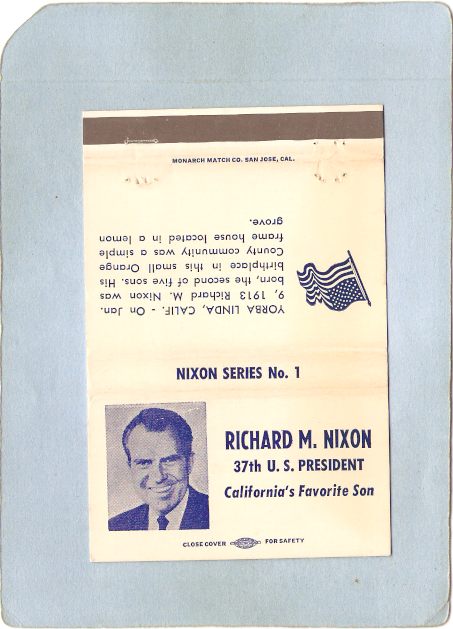 MONARCH MATCH CO. SAN JOSE, CAL.
YORBA LINDA, CALIF. - On Jan.
9, 1913 Richard M. Nixon was
born, the second of five sons. His
birthplace in this small Orange
County community was a simple
frame house located in a lemon
grove.
NIXON SERIES No. 1
RICHARD M. NIXON
37th U. S. PRESIDENT
California's Favorite Son
CLOSE COVER FOR SAFETY